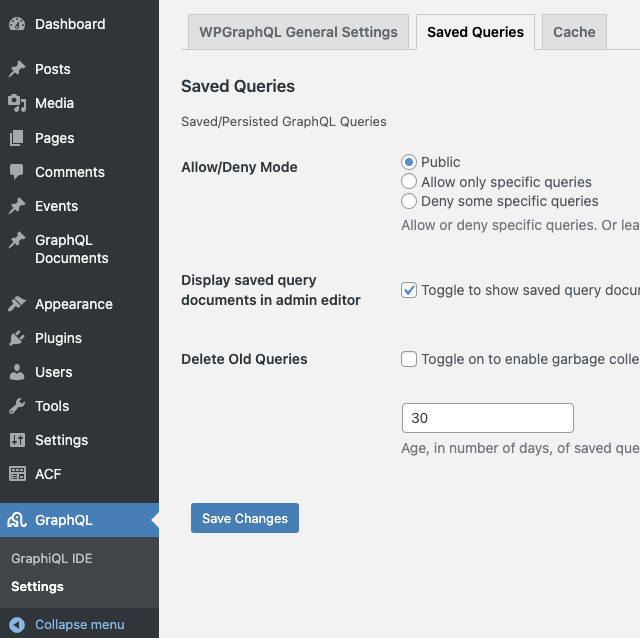 Dashboard
Posts
Media
Pages
Comments
Events
GraphQL
Documents
Appearance
Plugins
Users
Tools
Settings
ACF
GraphQL
GraphiQL IDE
Settings
Collapse menu
WPGraphQL General Settings
Saved Queries
Cache
Saved Queries
Saved/Persisted GraphQL Queries
Allow/Deny Mode
Public
Allow only specific queries
Deny some specific queries
Allow or deny specific queries. Or lea
Display saved query
documents in admin editor
Toggle to show saved query docu
Delete Old Queries
Toggle on to enable garbage colle
30
Age, in number of days, of saved que
Save Changes